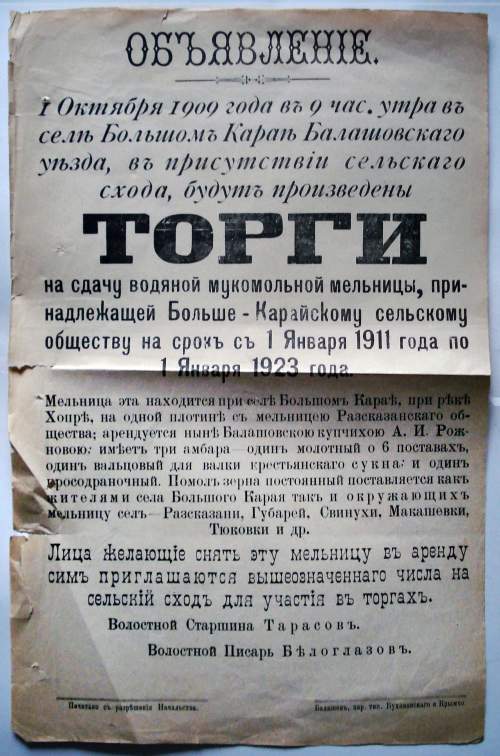 ОБЪЯВЛЕНІЕ.
1 Октября 1909 года въ 9 час. утра въ
селѣ Большомъ Караѣ Балашовскаго
уѣзда, въ присутствіи сельскаго
схода, будутъ произведены
ТОРГИ
на сдачу водяной мукомольной мельницы, при-
надлежащей Больше-Карайскому сельскому
обществу на срокъ съ 1 Января 1911 года по
1 Января 1923 года.
Мельница эта находится при селѣ Большомъ Караѣ, при рѣкѣ
Хопрѣ, на одной плотинѣ съ мельницею Разсказанскаго об-
щества; арендуется нынѣ Балашовскою купчихою А. И. Рож-
новою: имѣетъ три амбара—одинъ молотный о 6 поставахъ,
одинъ вальцовый для валки крестьянскаго сукна: и одинъ
просодраночный. Помолъ зерна постоянный поставляется какъ
жителями села Большого Карая такъ и окружающихъ
мельницу селъ—Разсказани, Губарей, Свинухи, Макашевки,
Тюковки и др.
Лица желающіе снять эту мельницу въ аренду
симъ приглашаются вышеозначеннаго числа на
сельскій сходъ для участія въ торгахъ.
Волостной Старшина Тарасовъ.
Волостной Писарь Бѣлоглазовъ.
Печатано съ разрѣшенія Начальства.
Балашовъ, пар. тип. и Крымко